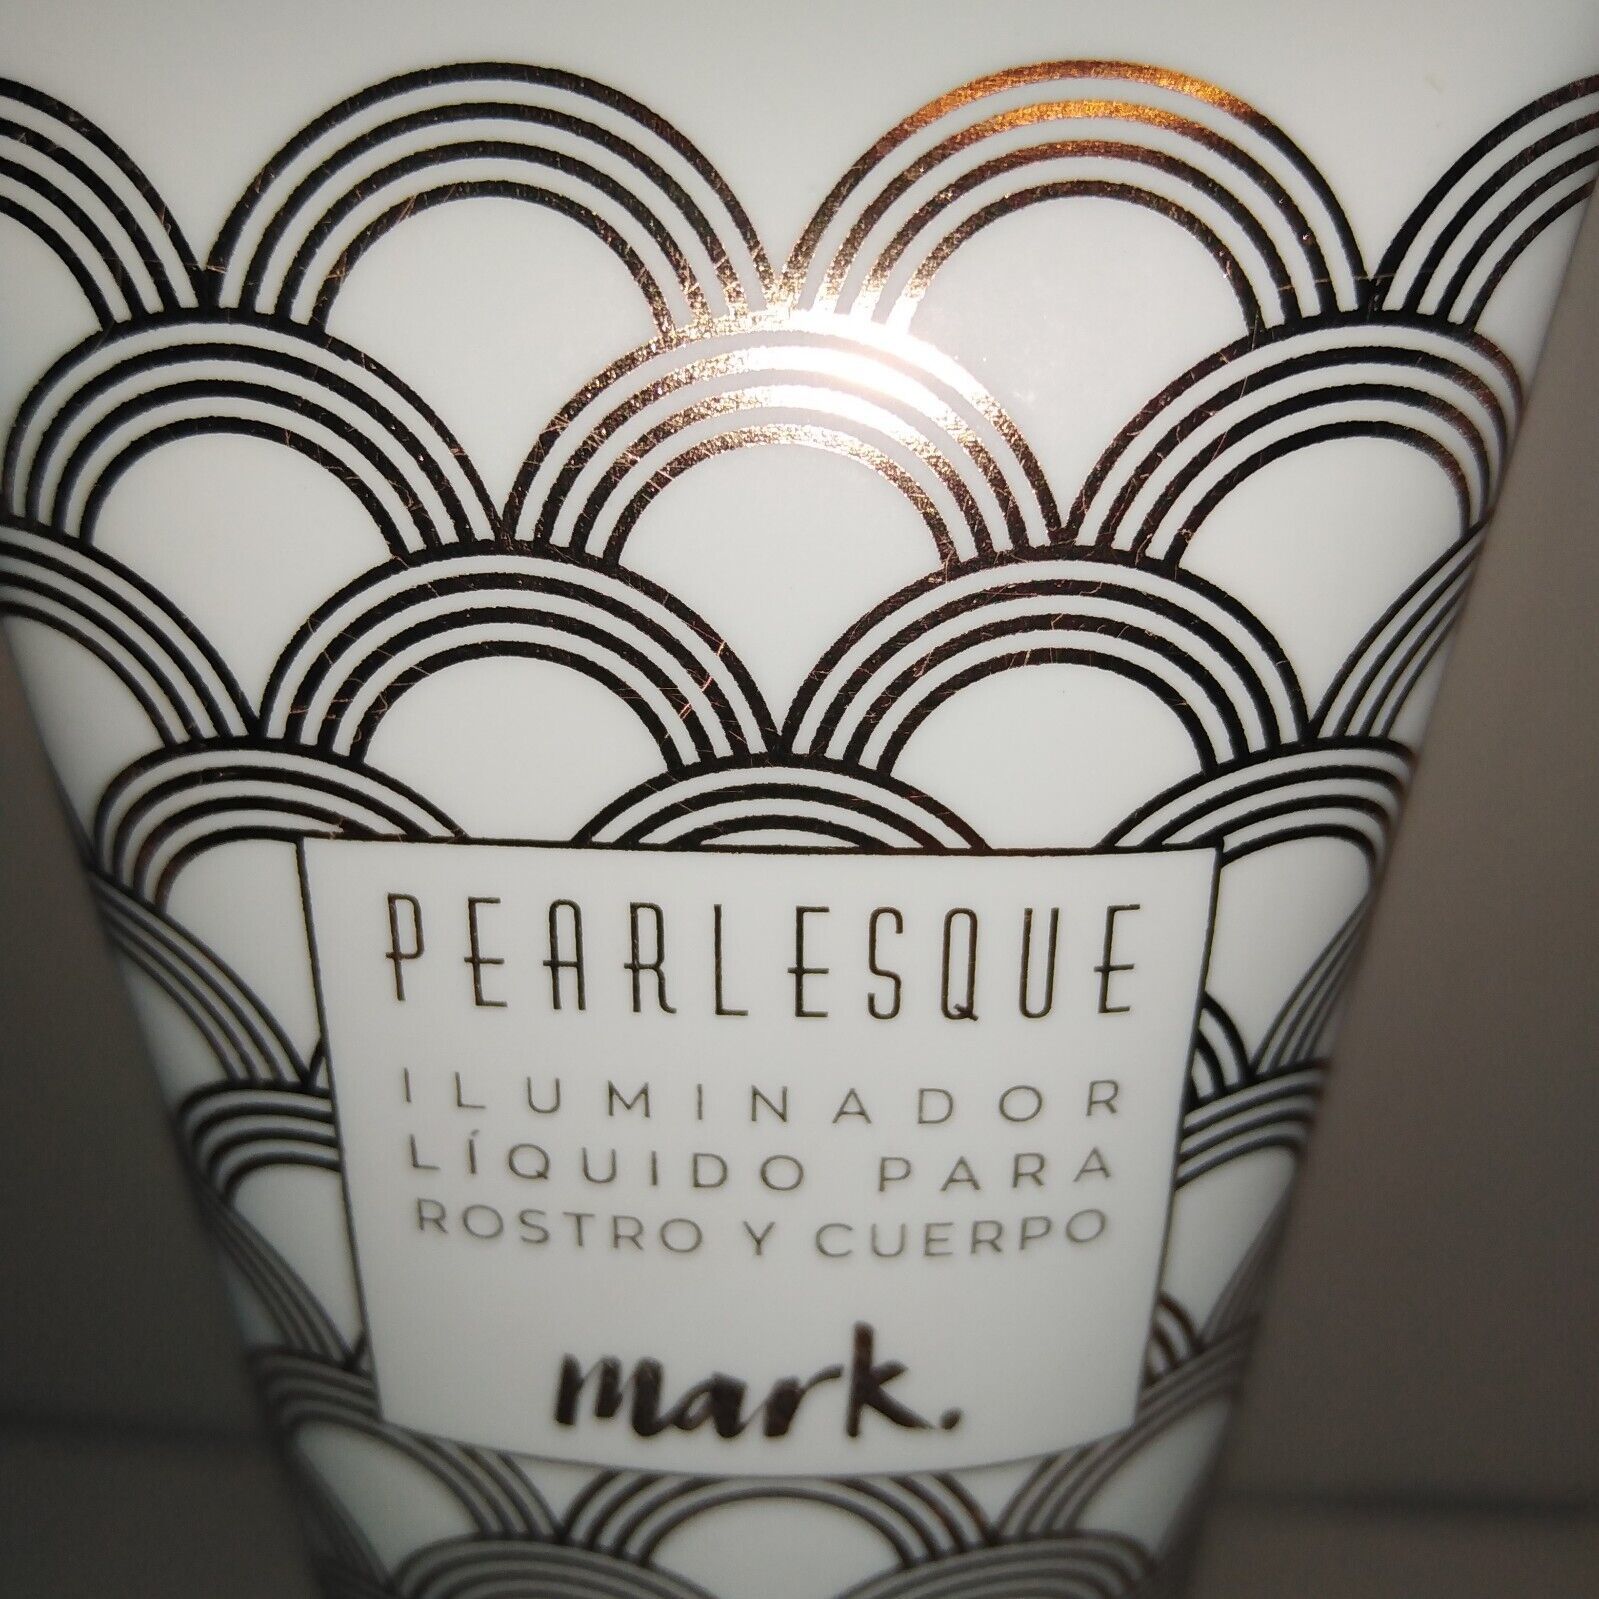 PEARLESQUE
ILUMINADOR
LÍQUIDO PARA
ROSTRO Y CUERPO
mark.